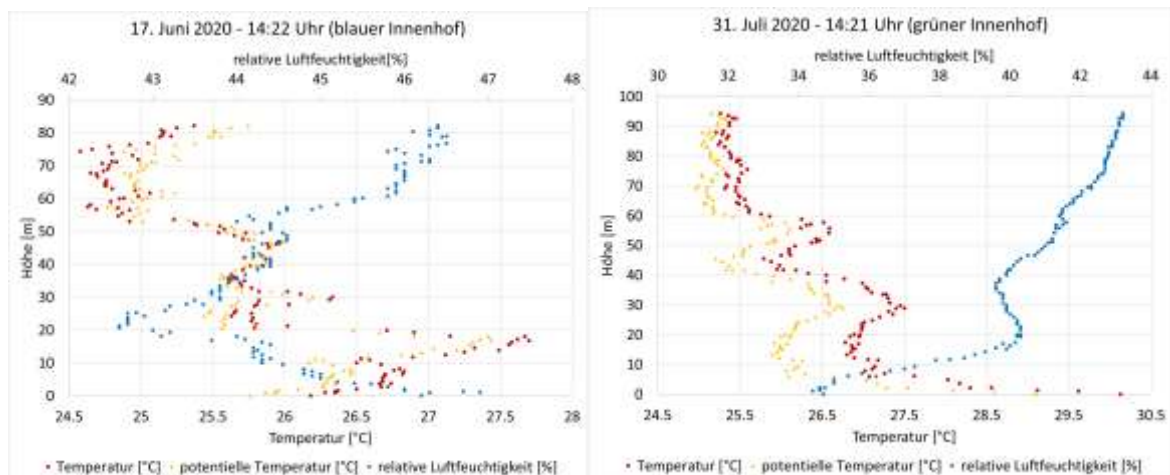 17. Juni 2020 - 14:22 Uhr (blauer Innenhof)
relative Luftfeuchtigkeit[%]
42 43 44 45 46 47 48
90
80
70
60
50
40
30
20
10
0
Höhe [m]
24.5 25 25.5 26 26.5 27 27.5 28
Temperatur [°C]
Temperatur [°C] potentielle Temperatur [°C] relative Luftfeuchtigkeit [%]
31. Juli 2020 - 14:21 Uhr (grüner Innenhof)
relative Luftfeuchtigkeit [%]
30 32 34 36 38 40 42 44
100
90
80
70
60
50
40
30
20
10
0
Höhe [m]
24.5 25.5 26.5 27.5 28.5 29.5 30.5
Temperatur [°C]
Temperatur [°C] potentielle Temperatur [°C] relative Luftfeuchtigkeit [%]